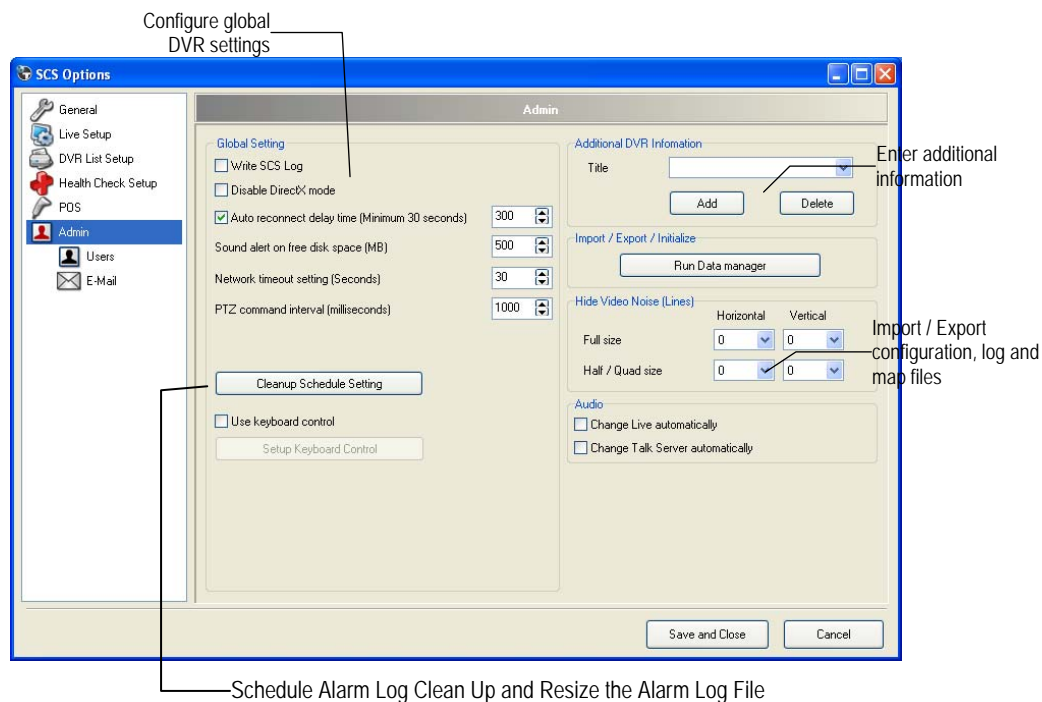 Configure global
DVR settings
SCS Options
General
Live Setup
DVR List Setup
Health Check Setup
POS
Admin
Users
E-Mail
Admin
Global Setting
Write SCS Log
Disable DirectX mode
Auto reconnect delay time (Minimum 30 seconds) 300
Sound alert on free disk space (MB) 500
Network timeout setting (Seconds) 30
PTZ command interval (milliseconds) 1000
Cleanup Schedule Setting
Use keyboard control
Setup Keyboard Control
Additional DVR Infomation
Title
Add Delete
Enter additional
information
Import / Export / Initialize
Run Data manager
Hide Video Noise (Lines)
Horizontal Vertical
Full size 0 0
Half / Quad size 0 0
Import / Export
configuration, log and
map files
Audio
Change Live automatically
Change Talk Server automatically
Save and Close Cancel
Schedule Alarm Log Clean Up and Resize the Alarm Log File